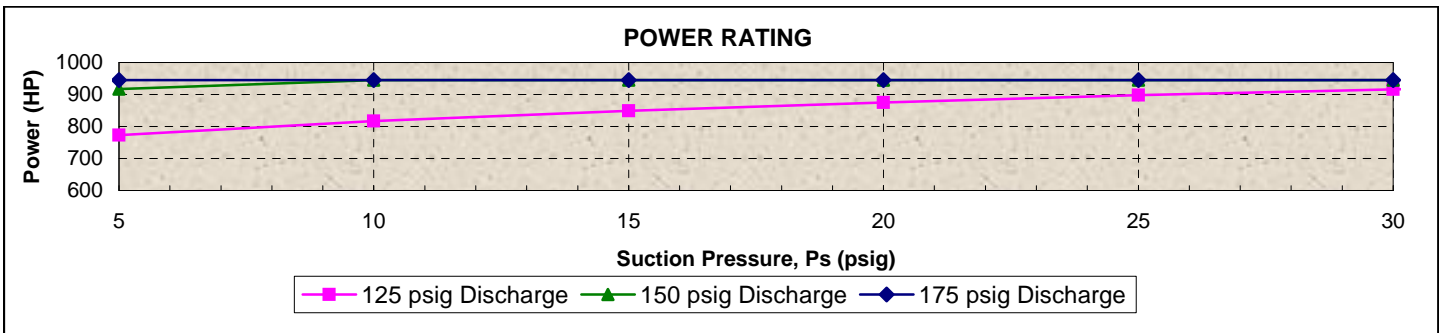 POWER RATING
Power (HP)
1000
900
800
700
600
5 10 15 20 25 30
Suction Pressure, Ps (psig)
125 psig Discharge 150 psig Discharge 175 psig Discharge